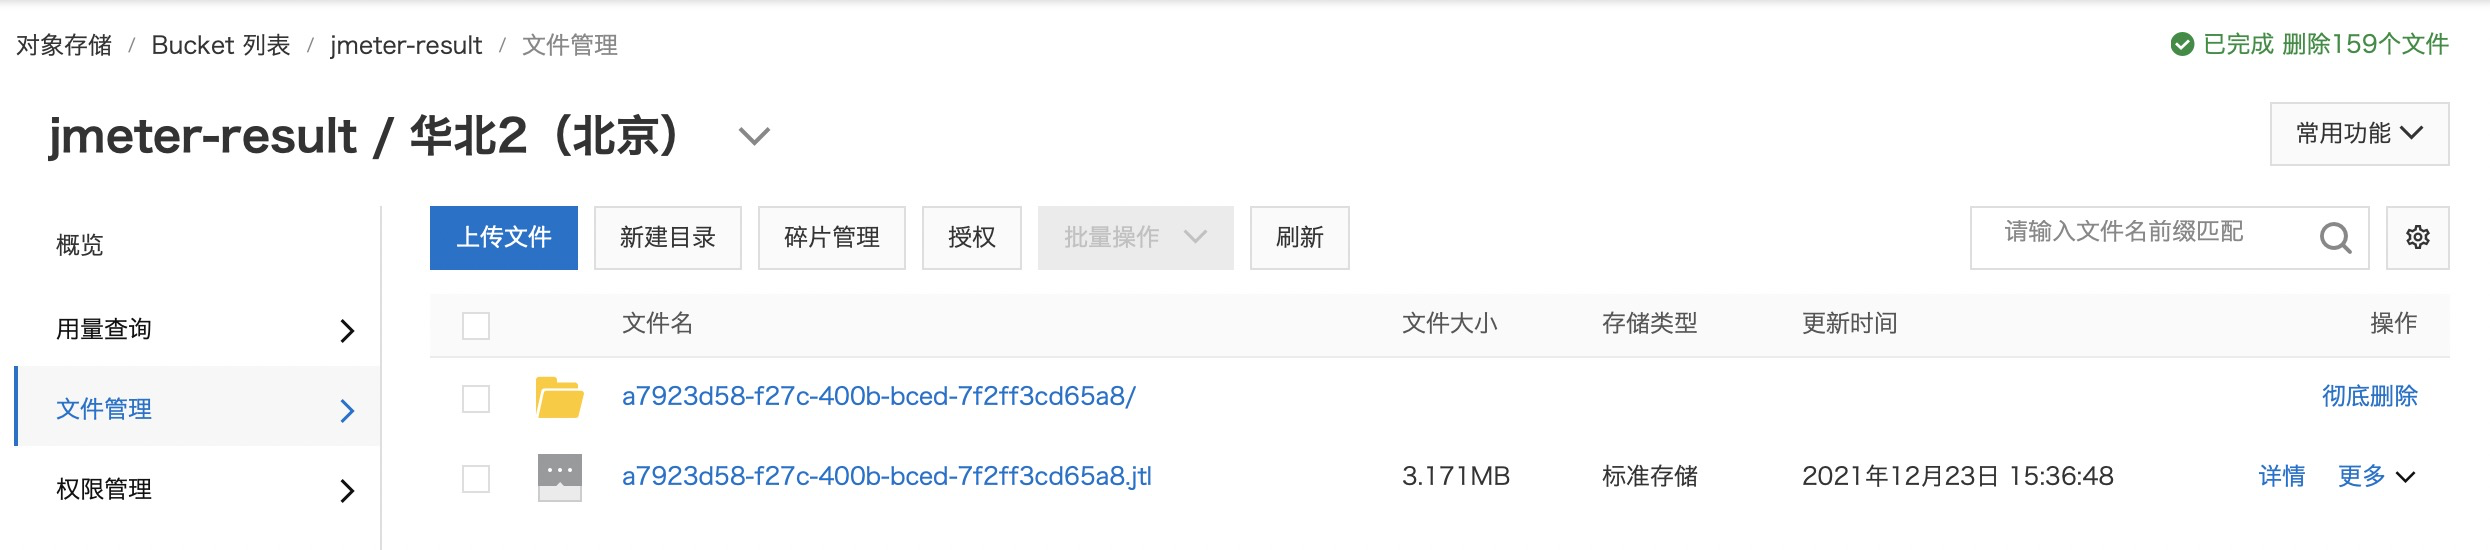 对象存储 / Bucket 列表 / jmeter-result / 文件管理
已完成 删除159个文件
jmeter-result / 华北2（北京）
常用功能
概览
用量查询
文件管理
权限管理
上传文件 新建目录 碎片管理 授权 批量操作 刷新
请输入文件名前缀匹配
文件名 文件大小 存储类型 更新时间 操作
a7923d58-f27c-400b-bced-7f2ff3cd65a8/ 彻底删除
a7923d58-f27c-400b-bced-7f2ff3cd65a8.jtl 3.171MB 标准存储 2021年12月23日 15:36:48 详情 更多